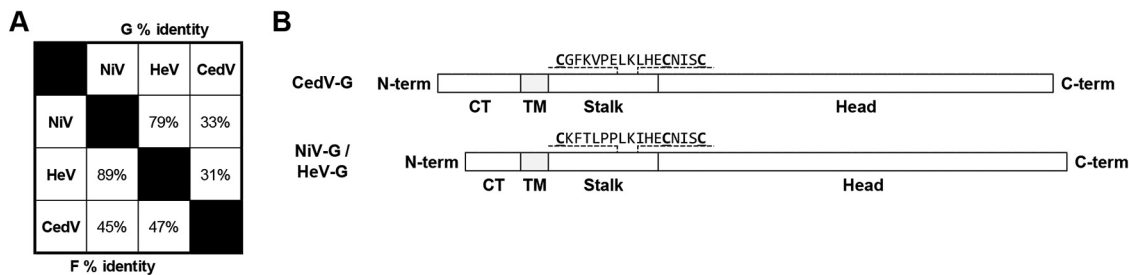 A
G % identity
NiV HeV CedV
NiV 79% 33%
HeV 89% 31%
CedV 45% 47%
F % identity
B
CGFKVPELKLHECNISC
CedV-G N-term C-term
CT TM Stalk Head
CKFTLPPLKIHECNISC
NiV-G /
HeV-G N-term C-term
CT TM Stalk Head